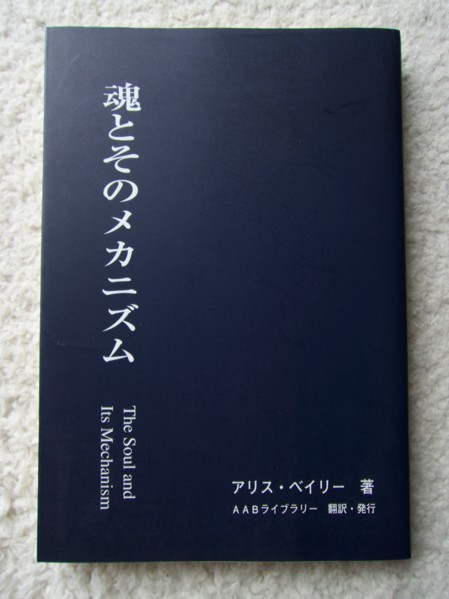 魂とそのメカニズム
The Soul and
Its Mechanism
アリス・ベイリー　著
ＡＡＢライブラリー　翻訳・発行